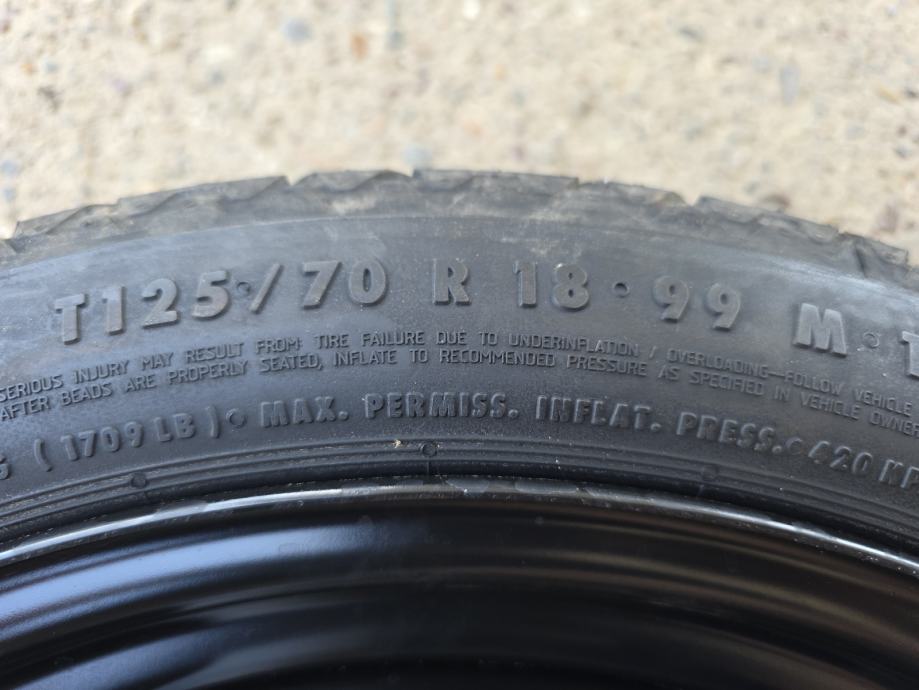 T125/70 R 18 99 M
SERIOUS INJURY MAY RESULT FROM: TIRE FAILURE DUE TO UNDERINFLATION / OVERLOADING–FOLLOW VEHICLE
AFTER BEADS ARE PROPERLY SEATED, INFLATE TO RECOMMENDED PRESSURE AS SPECIFIED IN VEHICLE OWNER
(1709 LB) MAX. PERMISS. INFLAT. PRESS. 420